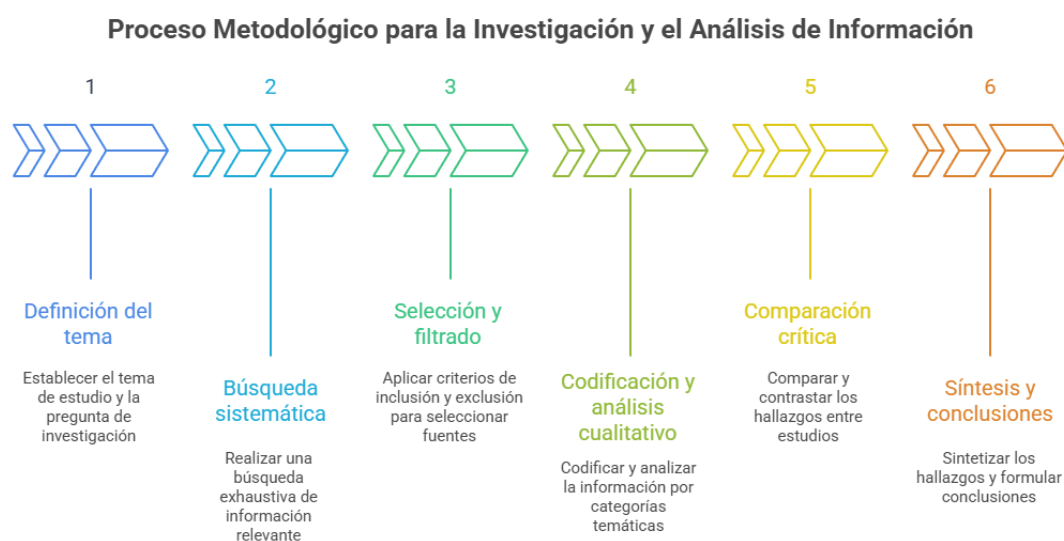 Proceso Metodológico para la Investigación y el Análisis de Información
1
2
3
4
5
6
Definición del
tema
Establecer el tema
de estudio y la
pregunta de
investigación
Búsqueda
sistemática
Realizar una
búsqueda
exhaustiva de
información
relevante
Selección y
filtrado
Aplicar criterios de
inclusión y exclusión
para seleccionar
fuentes
Codificación y
análisis
cualitativo
Codificar y analizar
la información por
categorías
temáticas
Comparación
crítica
Comparar y
contrastar los
hallazgos entre
estudios
Síntesis y
conclusiones
Sintetizar los
hallazgos y formular
conclusiones